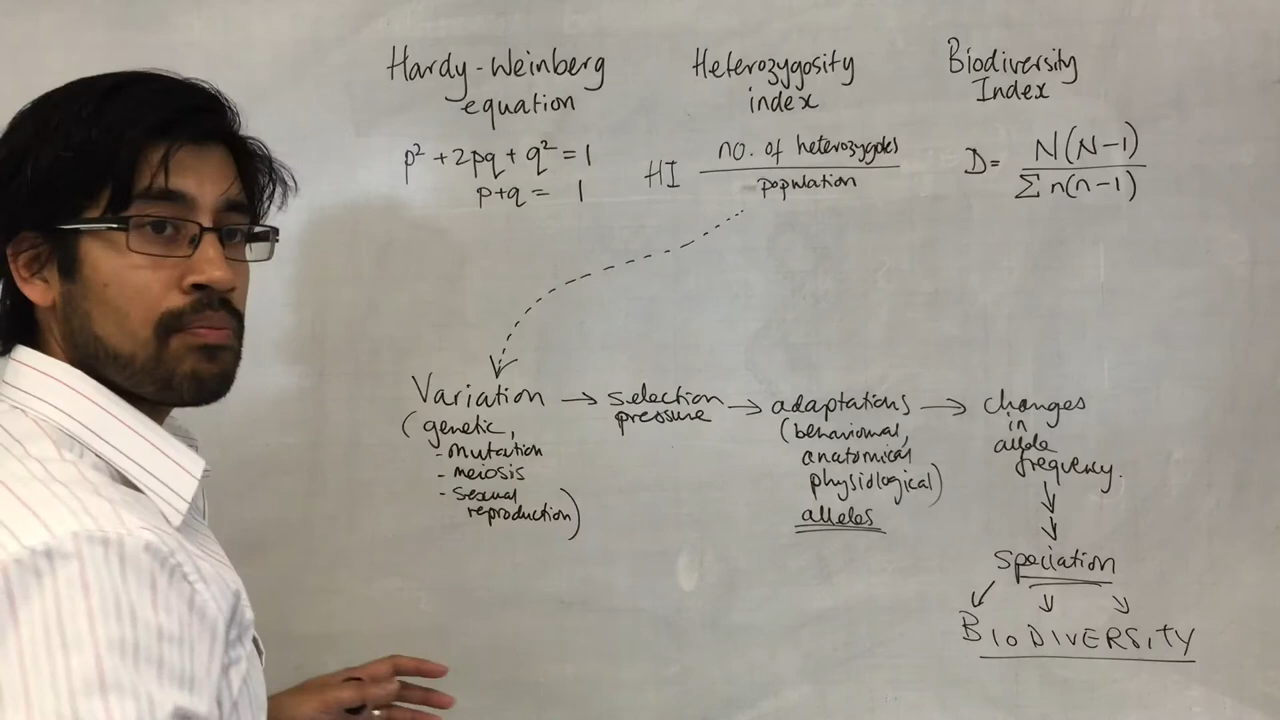 Hardy-Weinberg
equation
p² + 2pq + q² = 1
p+q = 1
Heterozygosity
index
HI no. of heterozygotes
population
Biodiversity
Index
D= N(N-1)
Σ n(n-1)
Variation
(genetic,
- mutation
- meiosis
- sexual
reproduction)
→ selection
pressure
→ adaptations
(behavioural,
anatomical
physiological)
alleles
→ changes
in
allele
frequency.
speciation
BIODIVERSITY